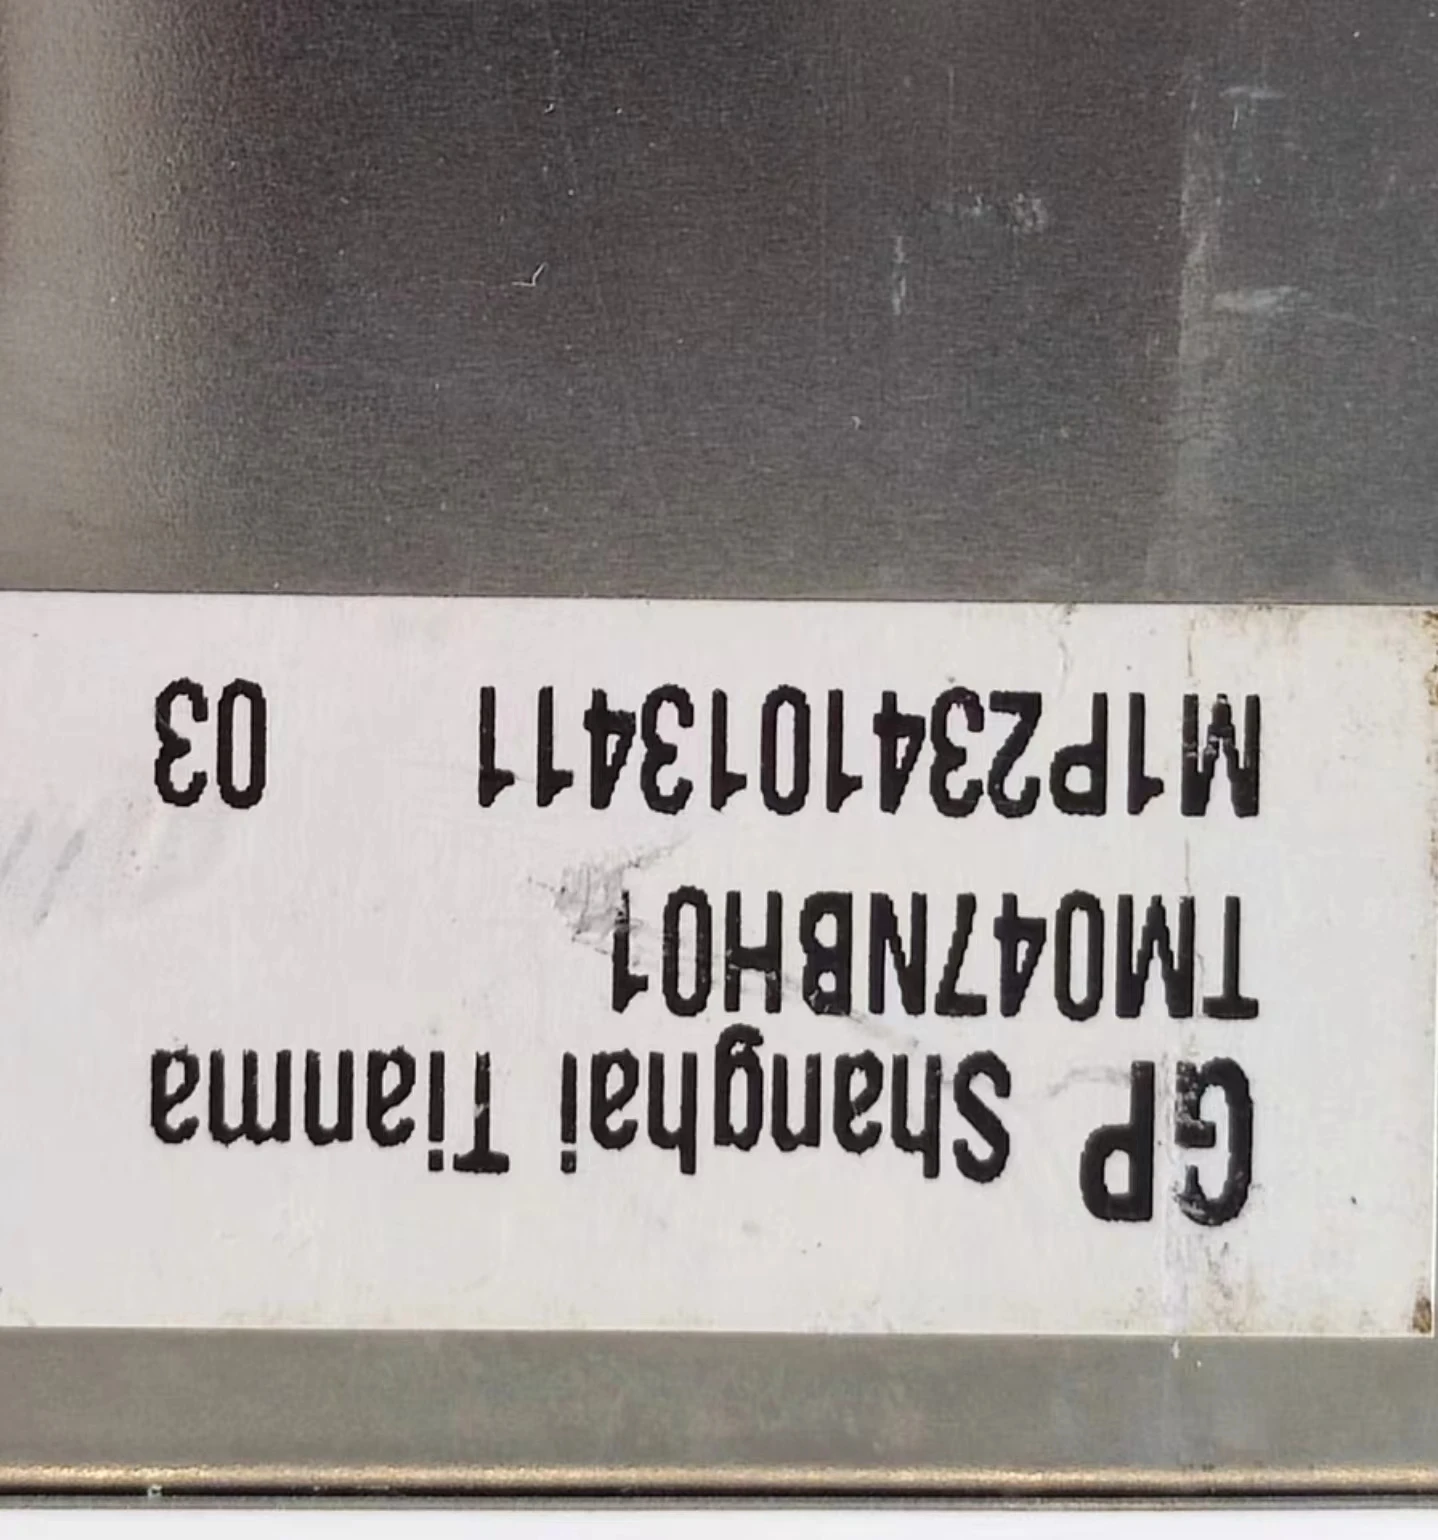 GP Shanghai Tianma
TM047NBH01
M1P2341013411 03